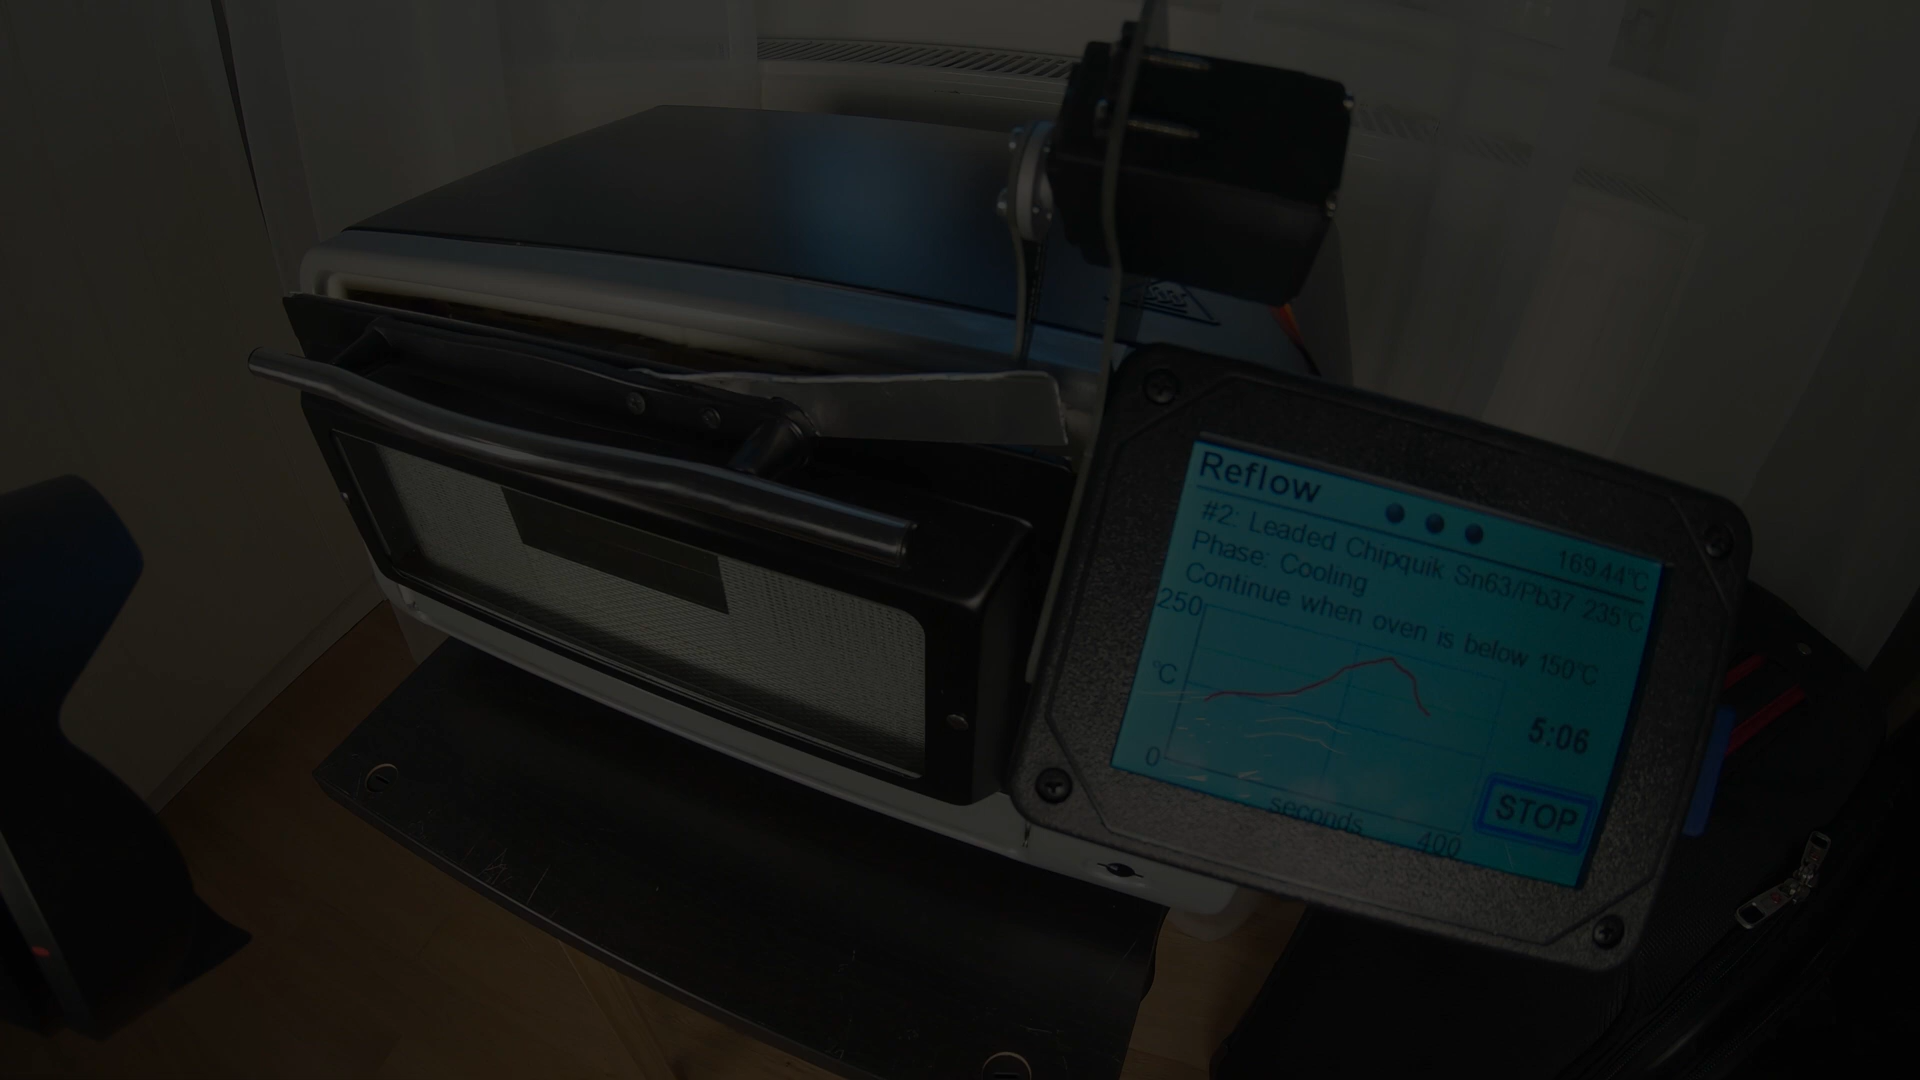 Reflow
169.44℃
#2: Leaded Chipquik Sn63/Pb37 235℃
Phase: Cooling
Continue when oven is below 150℃
250
℃
5:06
0
STOP
seconds
400